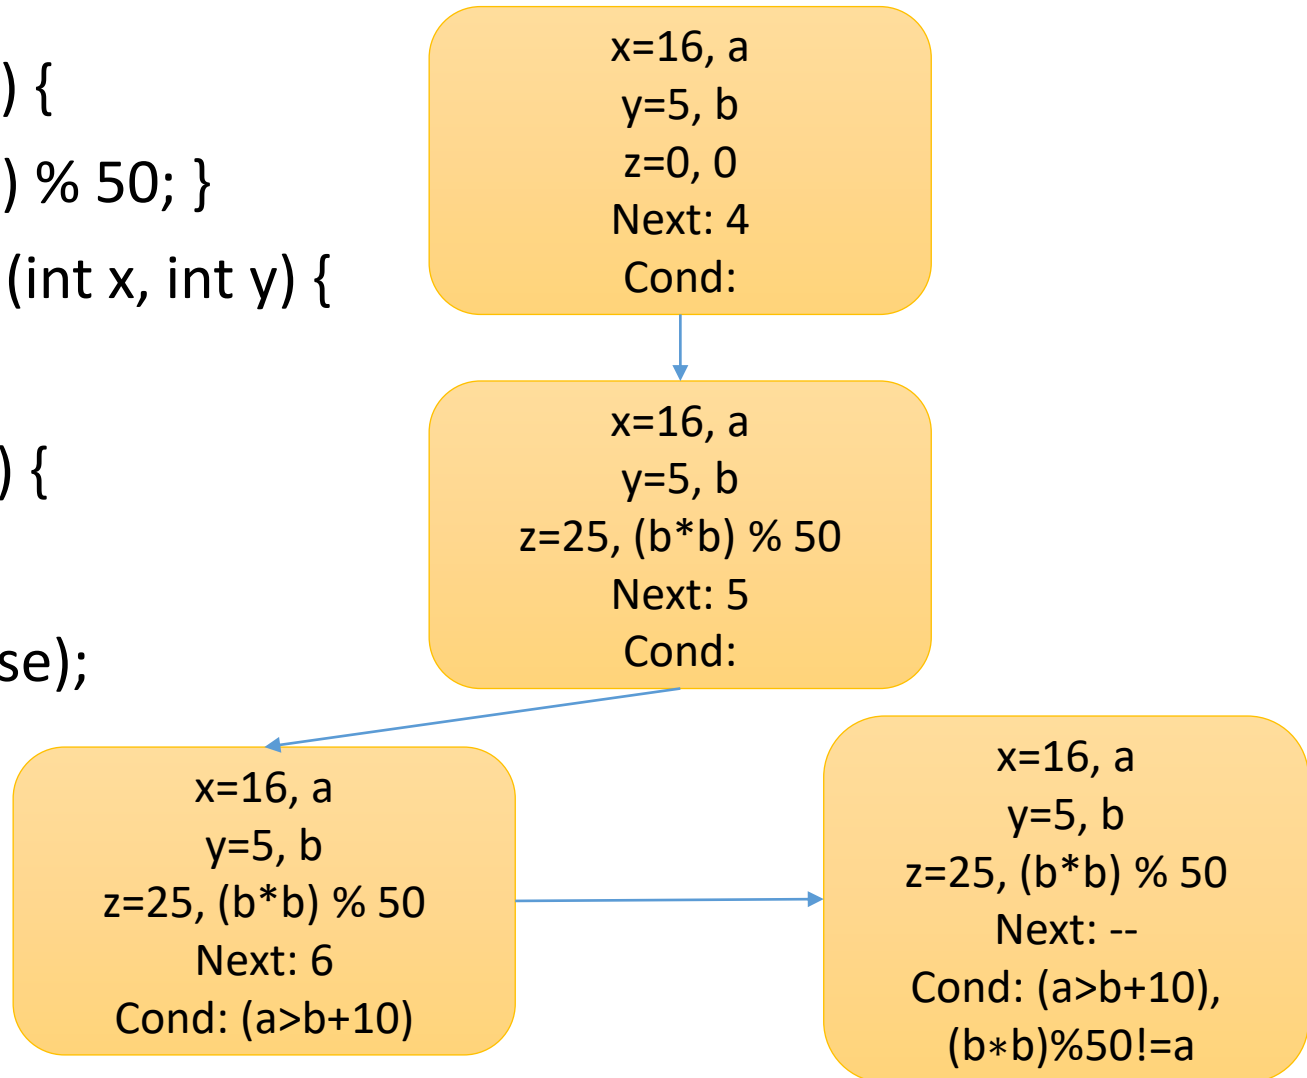 ) {
) % 50; }
(int x, int y) {
) {
se);
x=16, a
y=5, b
z=0, 0
Next: 4
Cond:
x=16, a
y=5, b
z=25, (b*b) % 50
Next: 5
Cond:
x=16, a
y=5, b
z=25, (b*b) % 50
Next: 6
Cond: (a>b+10)
x=16, a
y=5, b
z=25, (b*b) % 50
Next: --
Cond: (a>b+10),
(b∗b)%50!=a